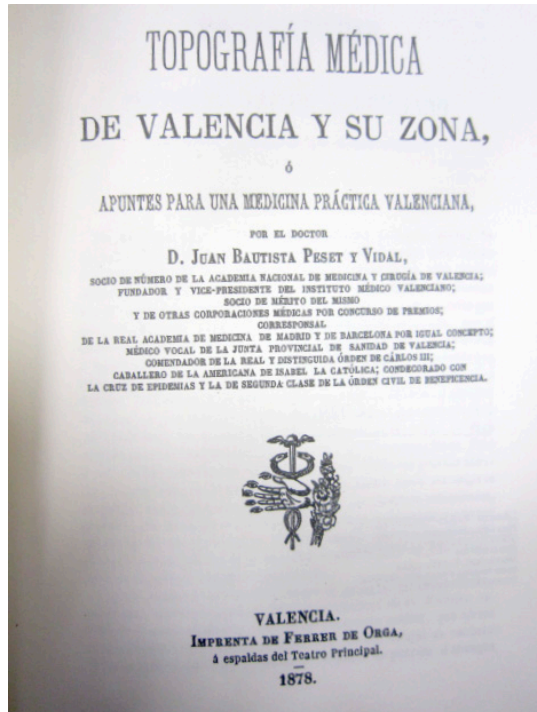 TOPOGRAFÍA MÉDICA
DE VALENCIA Y SU ZONA,
ó
APUNTES PARA UNA MEDICINA PRÁCTICA VALENCIANA,
POR EL DOCTOR
D. JUAN BAUTISTA PESET Y VIDAL,
SOCIO DE NÚMERO DE LA ACADEMIA NACIONAL DE MEDICINA Y CIRUGÍA DE VALENCIA;
FUNDADOR Y VICE-PRESIDENTE DEL INSTITUTO MÉDICO VALENCIANO;
SOCIO DE MÉRITO DEL MISMO
Y DE OTRAS CORPORACIONES MÉDICAS POR CONCURSO DE PREMIOS;
CORRESPONSAL
DE LA REAL ACADEMIA DE MEDICINA DE MADRID Y DE BARCELONA POR IGUAL CONCEPTO;
MÉDICO VOCAL DE LA JUNTA PROVINCIAL DE SANIDAD DE VALENCIA;
COMENDADOR DE LA REAL Y DISTINGUIDA ÓRDEN DE CÁRLOS III;
CABALLERO DE LA AMERICANA DE ISABEL LA CATÓLICA; CONDECORADO CON
LA CRUZ DE EPIDEMIAS Y LA DE SEGUNDA CLASE DE LA ÓRDEN CIVIL DE BENEFICENCIA.
VALENCIA.
IMPRENTA DE FERRER DE ORGA,
á espaldas del Teatro Principal.
1878.